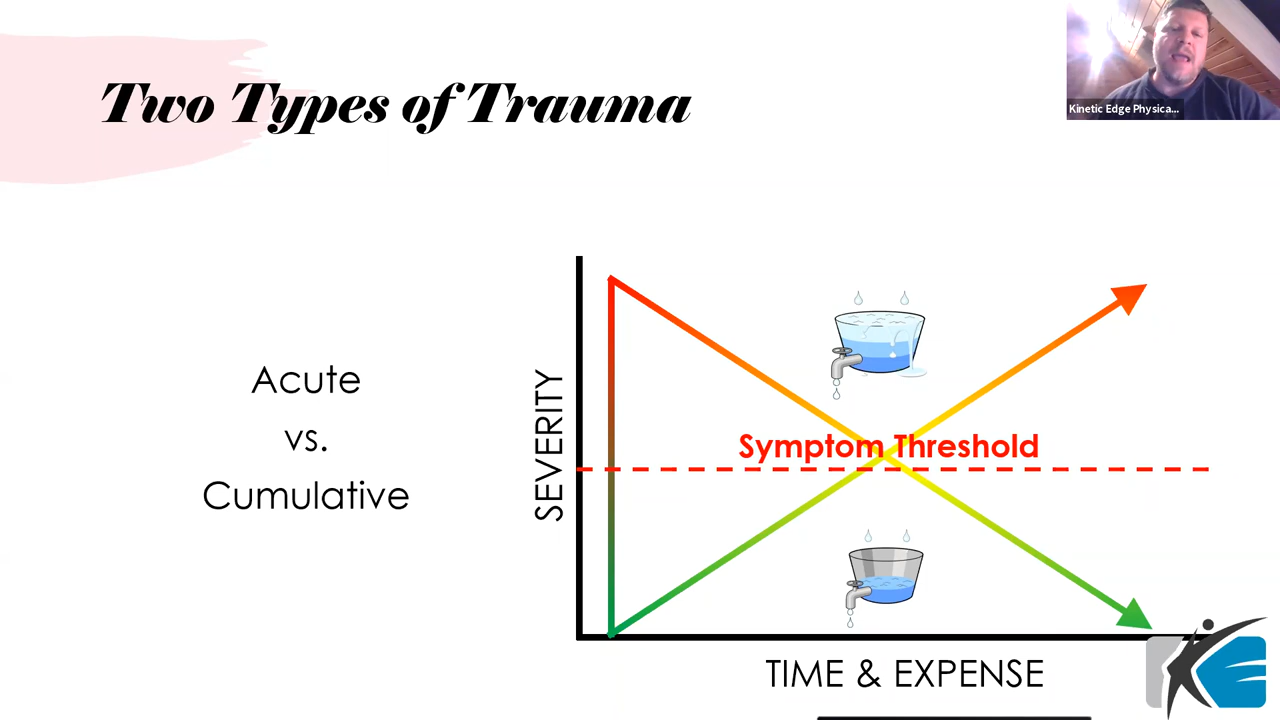 Two Types of Trauma
Kinetic Edge Physica...
Acute
vs.
Cumulative
SEVERITY
Symptom Threshold
TIME & EXPENSE